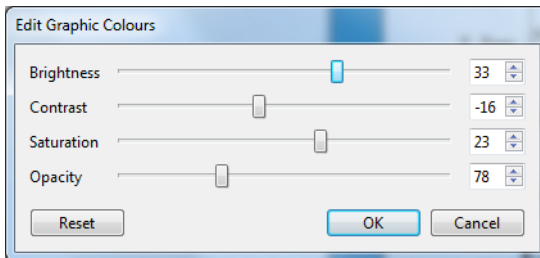 Edit Graphic Colours
Brightness 33
Contrast -16
Saturation 23
Opacity 78
Reset OK Cancel